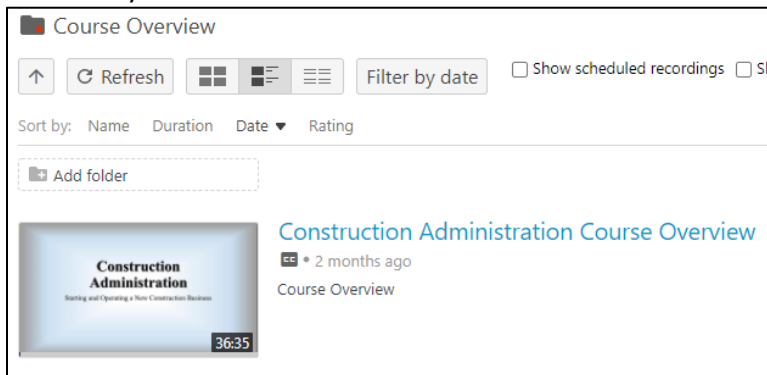 Course Overview
Refresh Filter by date Show scheduled recordings
Sort by: Name Duration Date ▼ Rating
Add folder
Construction Administration Course Overview
CC • 2 months ago
Course Overview
Construction
Administration
Starting and Operating a New Construction Business
36:35